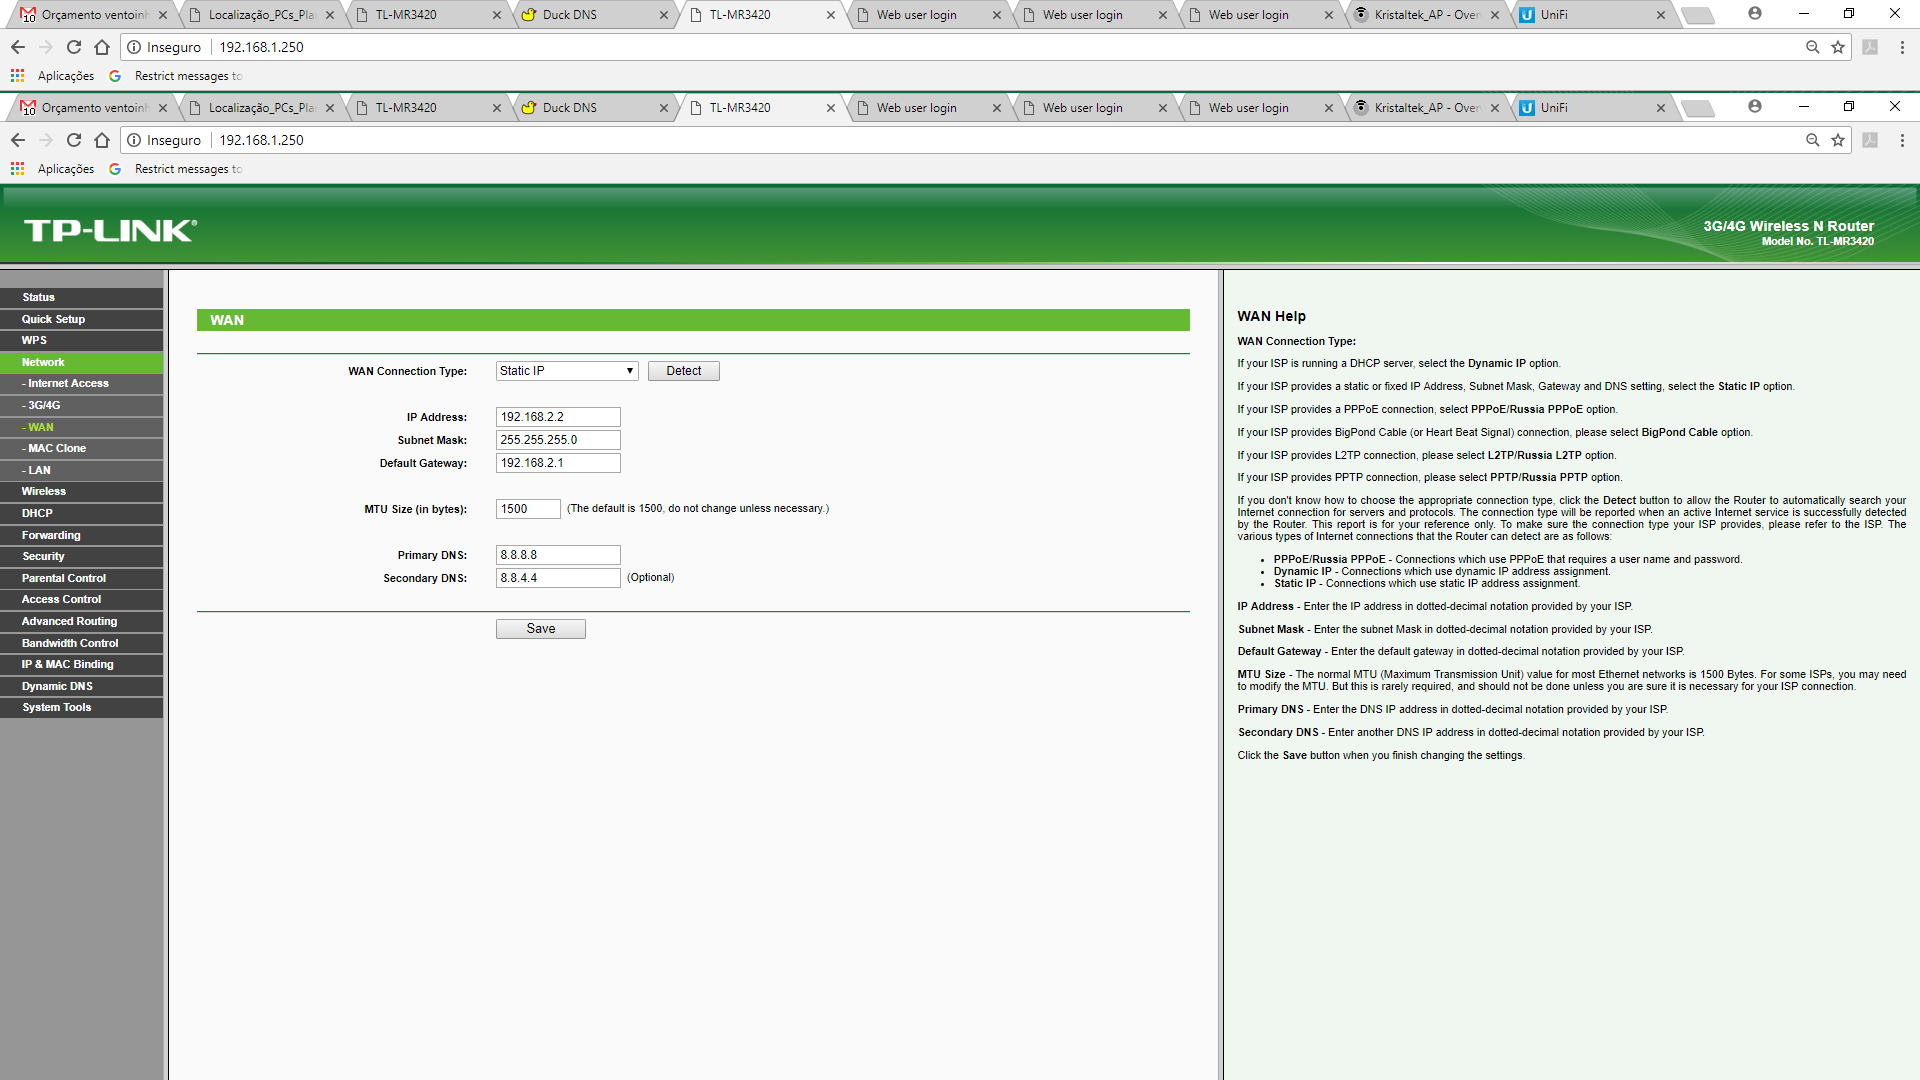 Orçamento ventoinh
Localização_PCs_Pla
TL-MR3420
Duck DNS
TL-MR3420
Web user login
Web user login
Web user login
Kristaltek_AP - Over
UniFi
Inseguro
192.168.1.250
Aplicações
Restrict messages to
Orçamento ventoinh
Localização_PCs_Pla
TL-MR3420
Duck DNS
TL-MR3420
Web user login
Web user login
Web user login
Kristaltek_AP - Over
UniFi
Inseguro
192.168.1.250
Aplicações
Restrict messages to
TP-LINK®
3G/4G Wireless N Router
Model No. TL-MR3420
Status
Quick Setup
WPS
Network
- Internet Access
- 3G/4G
- WAN
- MAC Clone
- LAN
Wireless
DHCP
Forwarding
Security
Parental Control
Access Control
Advanced Routing
Bandwidth Control
IP & MAC Binding
Dynamic DNS
System Tools
WAN
WAN Connection Type: Static IP Detect
IP Address: 192.168.2.2
Subnet Mask: 255.255.255.0
Default Gateway: 192.168.2.1
MTU Size (in bytes): 1500 (The default is 1500, do not change unless necessary.)
Primary DNS: 8.8.8.8
Secondary DNS: 8.8.4.4 (Optional)
Save
WAN Help
WAN Connection Type:
If your ISP is running a DHCP server, select the Dynamic IP option.
If your ISP provides a static or fixed IP Address, Subnet Mask, Gateway and DNS setting, select the Static IP option.
If your ISP provides a PPPoE connection, select PPPoE/Russia PPPoE option.
If your ISP provides BigPond Cable (or Heart Beat Signal) connection, please select BigPond Cable option.
If your ISP provides L2TP connection, please select L2TP/Russia L2TP option.
If your ISP provides PPTP connection, please select PPTP/Russia PPTP option.
If you don't know how to choose the appropriate connection type, click the Detect button to allow the Router to automatically search your
Internet connection for servers and protocols. The connection type will be reported when an active Internet service is successfully detected
by the Router. This report is for your reference only. To make sure the connection type your ISP provides, please refer to the ISP. The
various types of Internet connections that the Router can detect are as follows:
• PPPoE/Russia PPPoE - Connections which use PPPoE that requires a user name and password.
• Dynamic IP - Connections which use dynamic IP address assignment.
• Static IP - Connections which use static IP address assignment.
IP Address - Enter the IP address in dotted-decimal notation provided by your ISP.
Subnet Mask - Enter the subnet Mask in dotted-decimal notation provided by your ISP.
Default Gateway - Enter the default gateway in dotted-decimal notation provided by your ISP.
MTU Size - The normal MTU (Maximum Transmission Unit) value for most Ethernet networks is 1500 Bytes. For some ISPs, you may need
to modify the MTU. But this is rarely required, and should not be done unless you are sure it is necessary for your ISP connection.
Primary DNS - Enter the DNS IP address in dotted-decimal notation provided by your ISP.
Secondary DNS - Enter another DNS IP address in dotted-decimal notation provided by your ISP.
Click the Save button when you finish changing the settings.